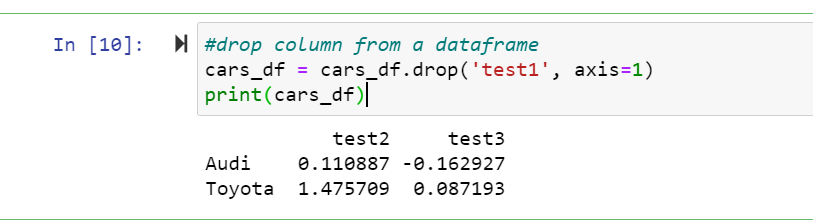 In [10]:
#drop column from a dataframe
cars_df = cars_df.drop('test1', axis=1)
print(cars_df)
test2 test3
Audi 0.110887 -0.162927
Toyota 1.475709 0.087193